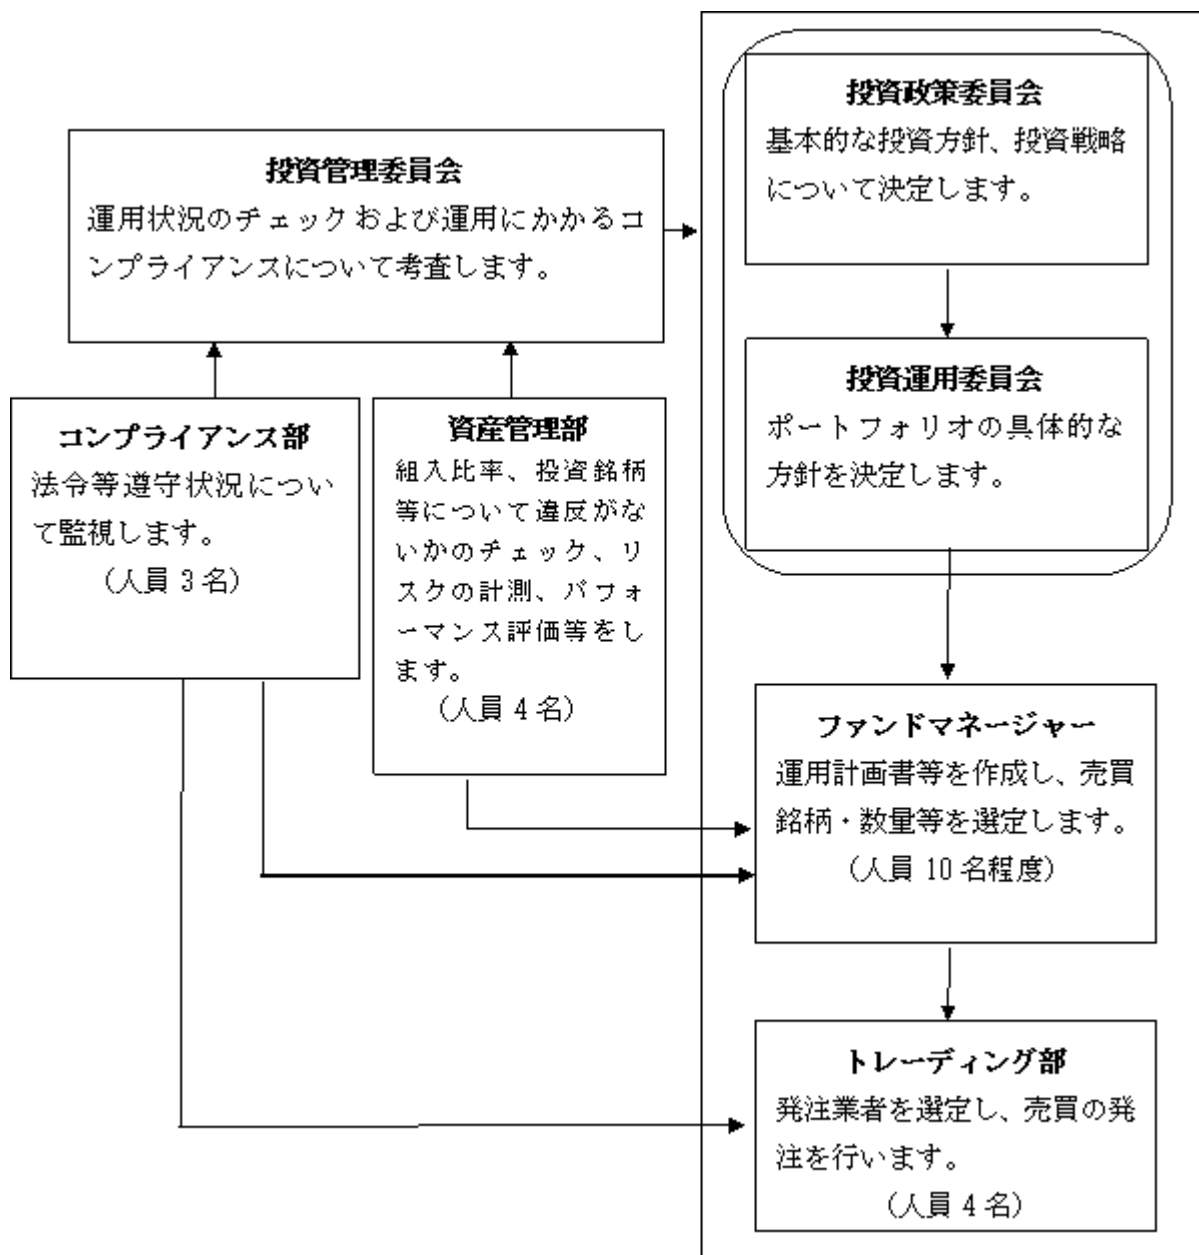 投資政策委員会
基本的な投資方針、投資戦略
について決定します。
投資管理委員会
運用状況のチェックおよび運用にかかるコ
ンプライアンスについて考査します。
投資運用委員会
ポートフォリオの具体的な
方針を決定します。
コンプライアンス部
法令等遵守状況につい
て監視します。
（人員 3 名）
資産管理部
組入比率、投資銘柄
等について違反がな
いかのチェック、リ
スクの計測、パフォ
ーマンス評価等をし
ます。
（人員 4 名）
ファンドマネージャー
運用計画書等を作成し、売買
銘柄・数量等を選定します。
（人員 10 名程度）
トレーディング部
発注業者を選定し、売買の発
注を行います。
（人員 4 名）